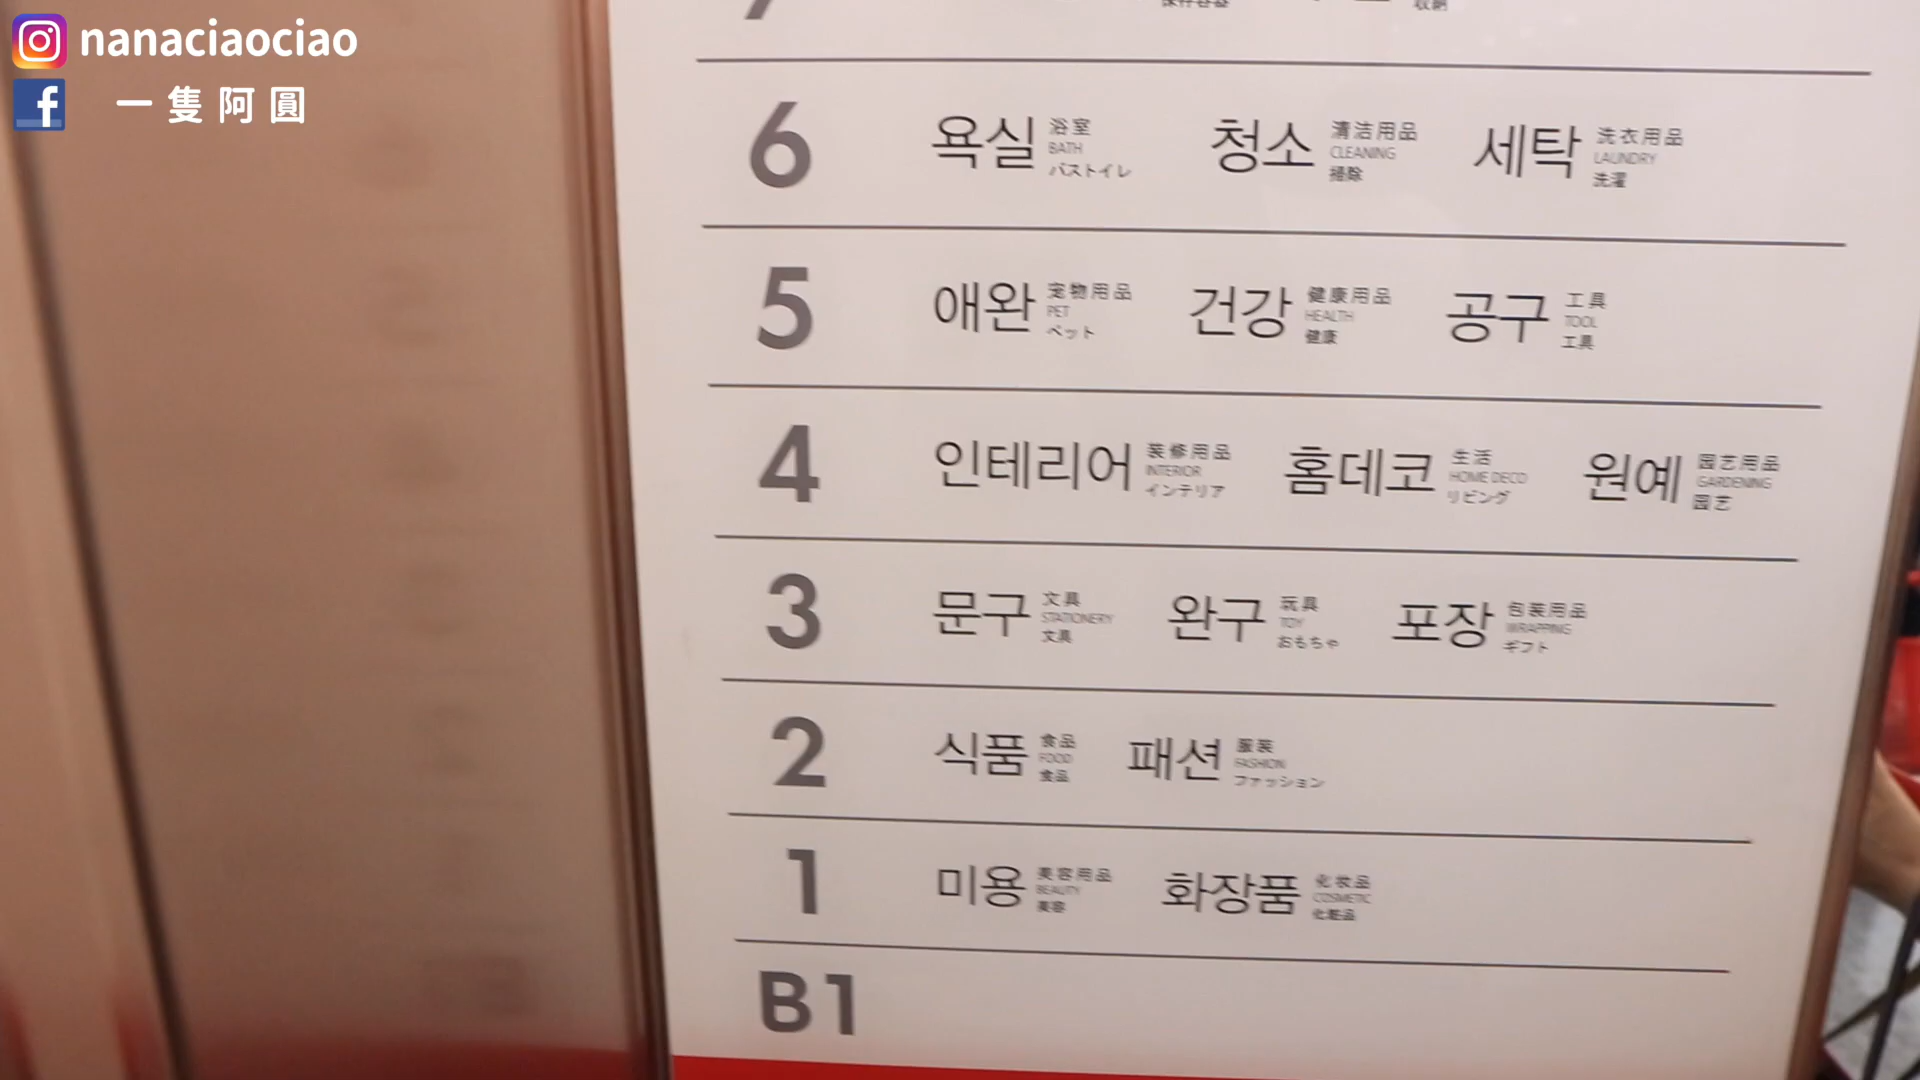 nanaciaociao
一隻阿圓
7
收納
6
욕실 浴室
BATH
バストイレ
청소 清洁用品
CLEANING
掃除
세탁 洗衣用品
LAUNDRY
洗濯
5
애완 宠物用品
PET
ペット
건강 健康用品
HEALTH
健康
공구 工具
TOOL
工具
4
인테리어 装修用品
INTERIOR
インテリア
홈데코 生活
HOME DECO
リビング
원예 园艺用品
GARDENING
园艺
3
문구 文具
STATIONERY
文具
완구 玩具
TOY
おもちゃ
포장 包装用品
WRAPPING
ギフト
2
식품 食品
FOOD
食品
패션 服装
FASHION
ファッション
1
미용 美容用品
BEAUTY
美容
화장품 化妆品
COSMETIC
化粧品
B1